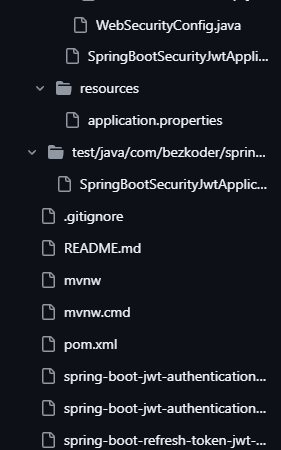 WebSecurityConfig.java
SpringBootSecurityJwtAppli...
resources
application.properties
test/java/com/bezkoder/sprin...
SpringBootSecurityJwtApplic...
.gitignore
README.md
mvnw
mvnw.cmd
pom.xml
spring-boot-jwt-authentication...
spring-boot-jwt-authentication...
spring-boot-refresh-token-jwt-...